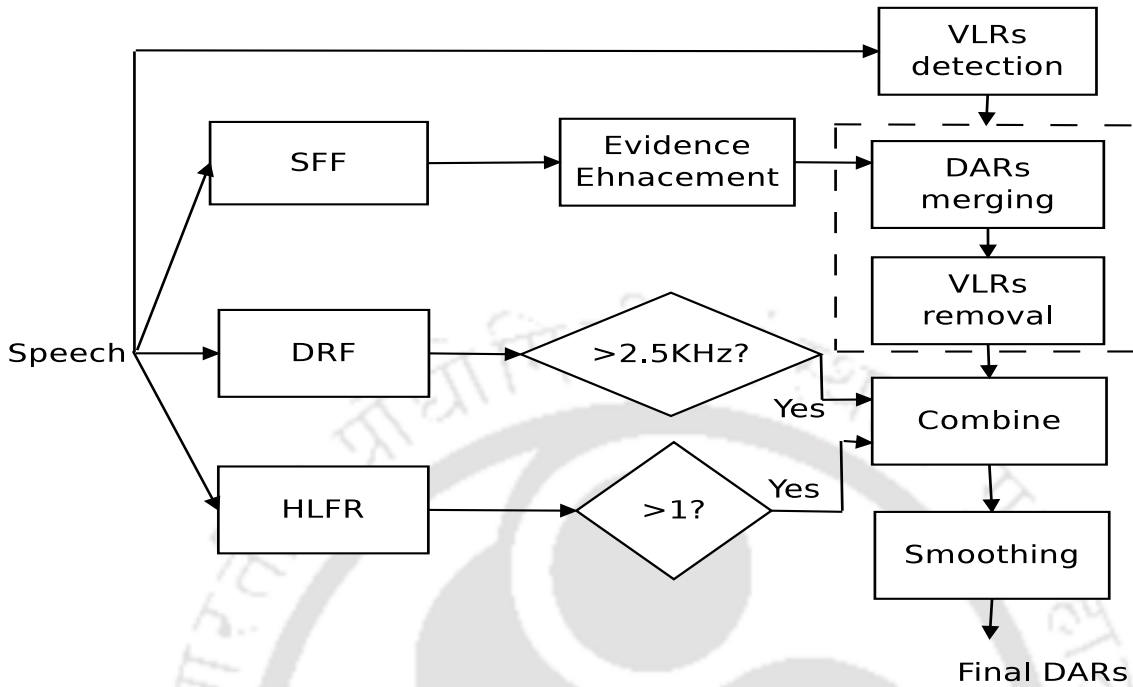 VLRs
detection
SFF
Evidence
Ehnacement
DARs
merging
VLRs
removal
Speech
DRF
>2.5KHz?
Yes
Combine
HLFR
>1?
Yes
Smoothing
Final DARs